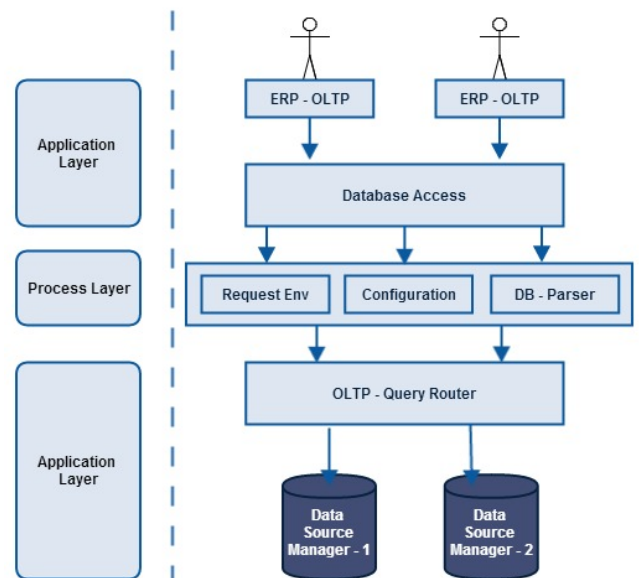 ERP - OLTP
ERP - OLTP
Application
Layer
Database Access
Process Layer
Request Env
Configuration
DB - Parser
OLTP - Query Router
Application
Layer
Data
Source
Manager - 1
Data
Source
Manager - 2